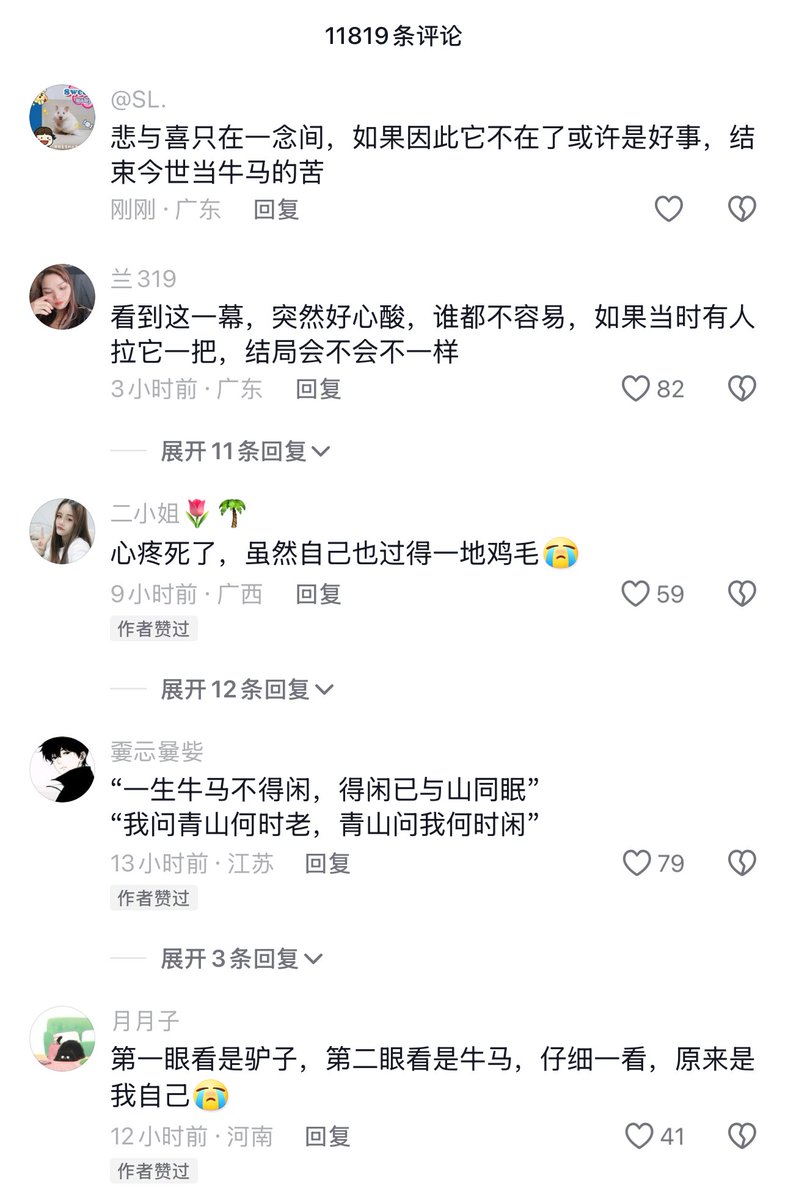 11819条评论
@SL.
悲与喜只在一念间，如果因此它不在了或许是好事，结
束今世当牛马的苦
刚刚 · 广东 回复
兰319
看到这一幕，突然好心酸，谁都不容易，如果当时有人
拉它一把，结局会不会不一样
3小时前 · 广东 回复 82
展开11条回复
二小姐🌷🌴
心疼死了，虽然自己也过得一地鸡毛😭
9小时前 · 广西 回复 59
作者赞过
展开12条回复
“一生牛马不得闲，得闲已与山同眠”
“我问青山何时老，青山问我何时闲”
13小时前 · 江苏 回复 79
作者赞过
展开3条回复
月月子
第一眼看是驴子，第二眼看是牛马，仔细一看，原来是
我自己😭
12小时前 · 河南 回复 41
作者赞过